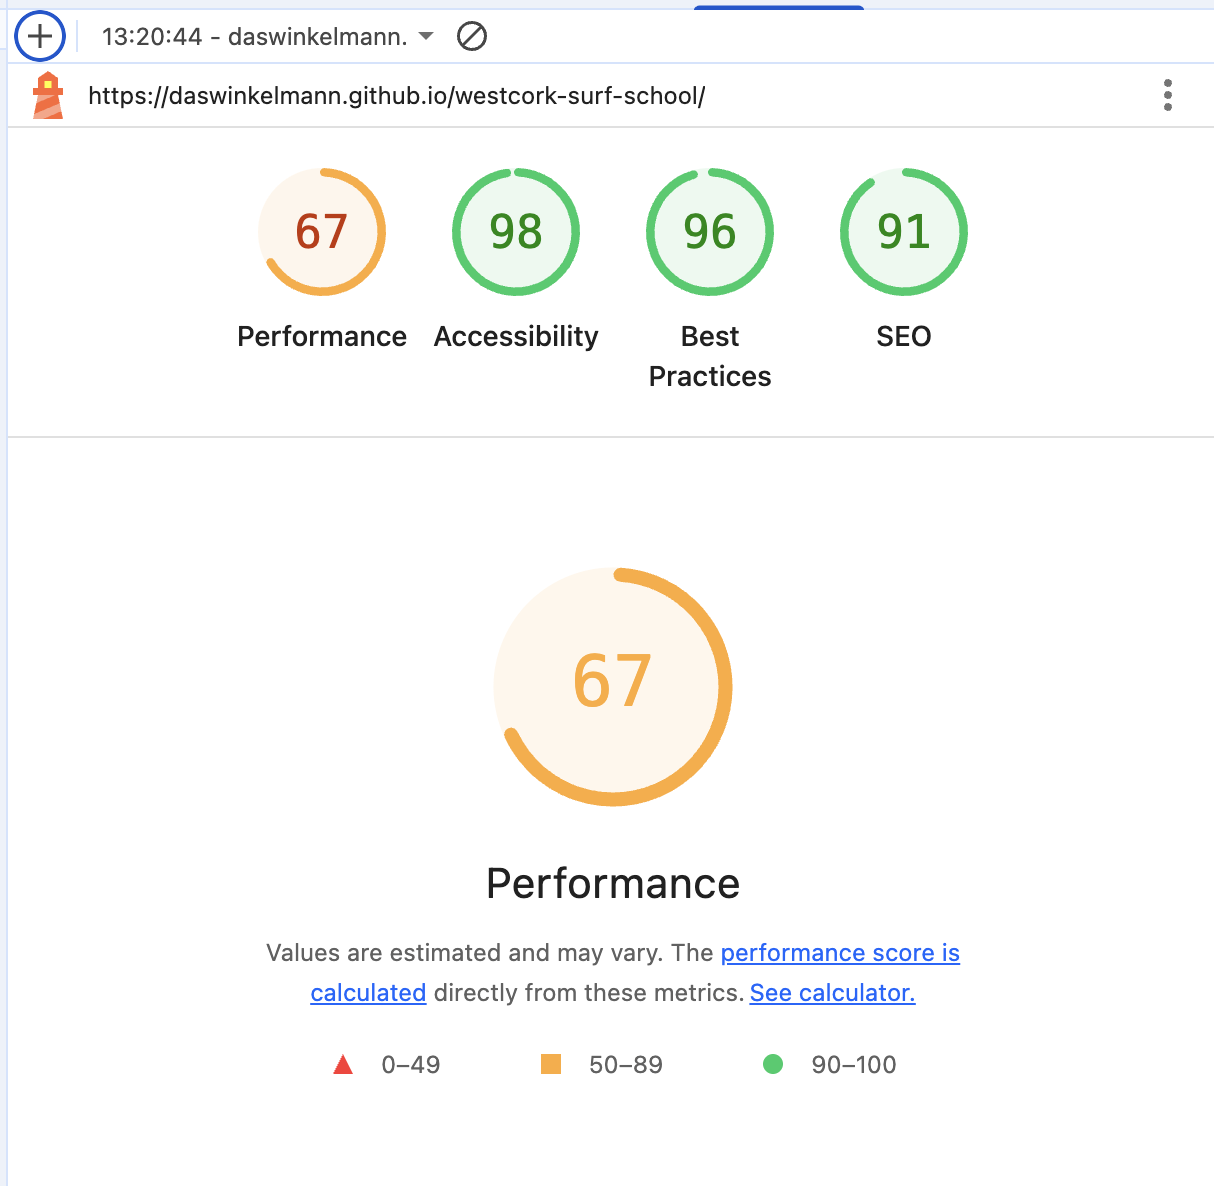 13:20:44 - daswinkelmann.
https://daswinkelmann.github.io/westcork-surf-school/
67
98
96
91
Performance
Accessibility
Best
Practices
SEO
67
Performance
Values are estimated and may vary. The performance score is
calculated directly from these metrics. See calculator.
0–49
50–89
90–100